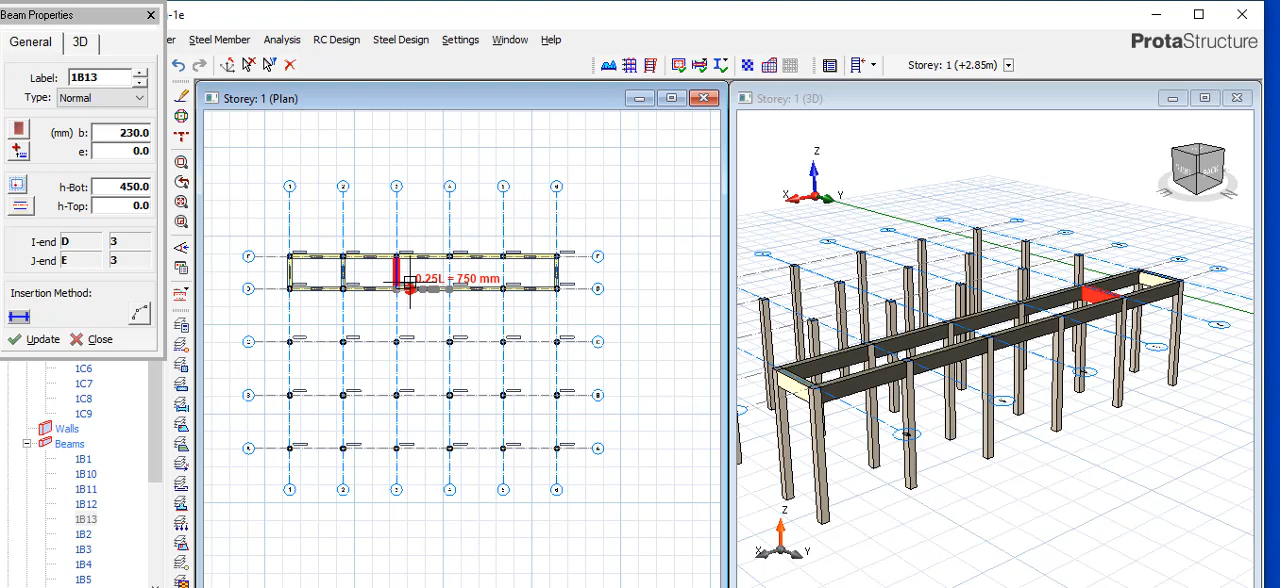 Beam Properties
General
3D
Label: 1B13
Type: Normal
(mm) b: 230.0
e: 0.0
h-Bot: 450.0
h-Top: 0.0
I-end D 3
J-end E 3
Insertion Method:
Update Close
1C6
1C7
1C8
1C9
Walls
Beams
1B1
1B10
1B11
1B12
1B13
1B2
1B3
1B4
1B5
-1e
er Steel Member Analysis RC Design Steel Design Settings Window Help
ProtaStructure
Storey: 1 (+2.85m)
Storey: 1 (Plan)
0.25L = 750 mm
Storey: 1 (3D)
Z
X Y
BACK
Z
X Y